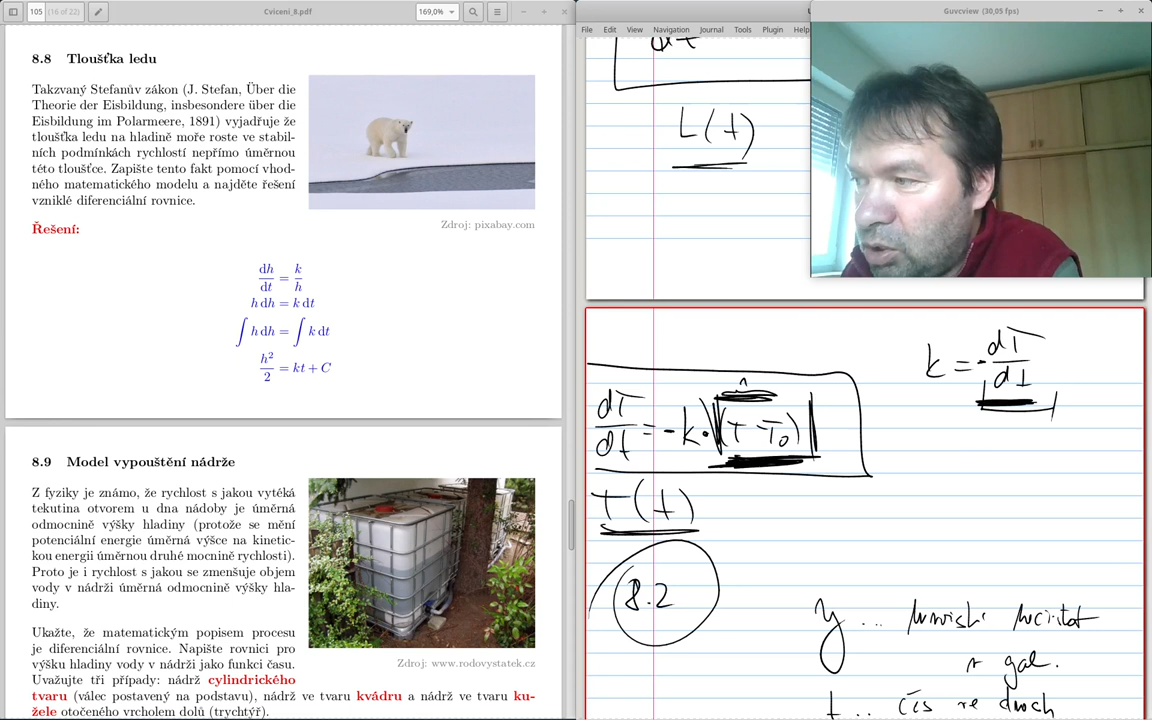 105 (16 of 22)
Cviceni_8.pdf
169,0%
8.8 Tloušťka ledu
Takzvaný Stefanův zákon (J. Stefan, Über die
Theorie der Eisbildung, insbesondere über die
Eisbildung im Polarmeere, 1891) vyjadřuje že
tloušťka ledu na hladině moře roste ve stabil-
ních podmínkách rychlostí nepřímo úměrnou
této tloušťce. Zapište tento fakt pomocí vhod-
ného matematického modelu a najděte řešení
vzniklé diferenciální rovnice.
Zdroj: pixabay.com
Řešení:
dh/dt = k/h
h dh = k dt
∫ h dh = ∫ k dt
h²/2 = kt + C
8.9 Model vypouštění nádrže
Z fyziky je známo, že rychlost s jakou vytéká
tekutina otvorem u dna nádoby je úměrná
odmocnině výšky hladiny (protože se mění
potenciální energie úměrná výšce na kinetic-
kou energii úměrnou druhé mocnině rychlosti).
Proto je i rychlost s jakou se zmenšuje objem
vody v nádrži úměrná odmocnině výšky hla-
diny.
Ukažte, že matematickým popisem procesu
je diferenciální rovnice. Napište rovnici pro
výšku hladiny vody v nádrži jako funkci času.
Zdroj: www.rodovystatek.cz
Uvažujte tři případy: nádrž cylindrického
tvaru (válec postavený na podstavu), nádrž ve tvaru kvádru a nádrž ve tvaru ku-
žele otočeného vrcholem dolů (trychtýř).
File Edit View Navigation Journal Tools Plugin Help
Guvcview (30,05 fps)
L(t)
k = -dT/dt
dT/dt = -k·(T-T₀)
T(t)
8.2
y ...
t ...